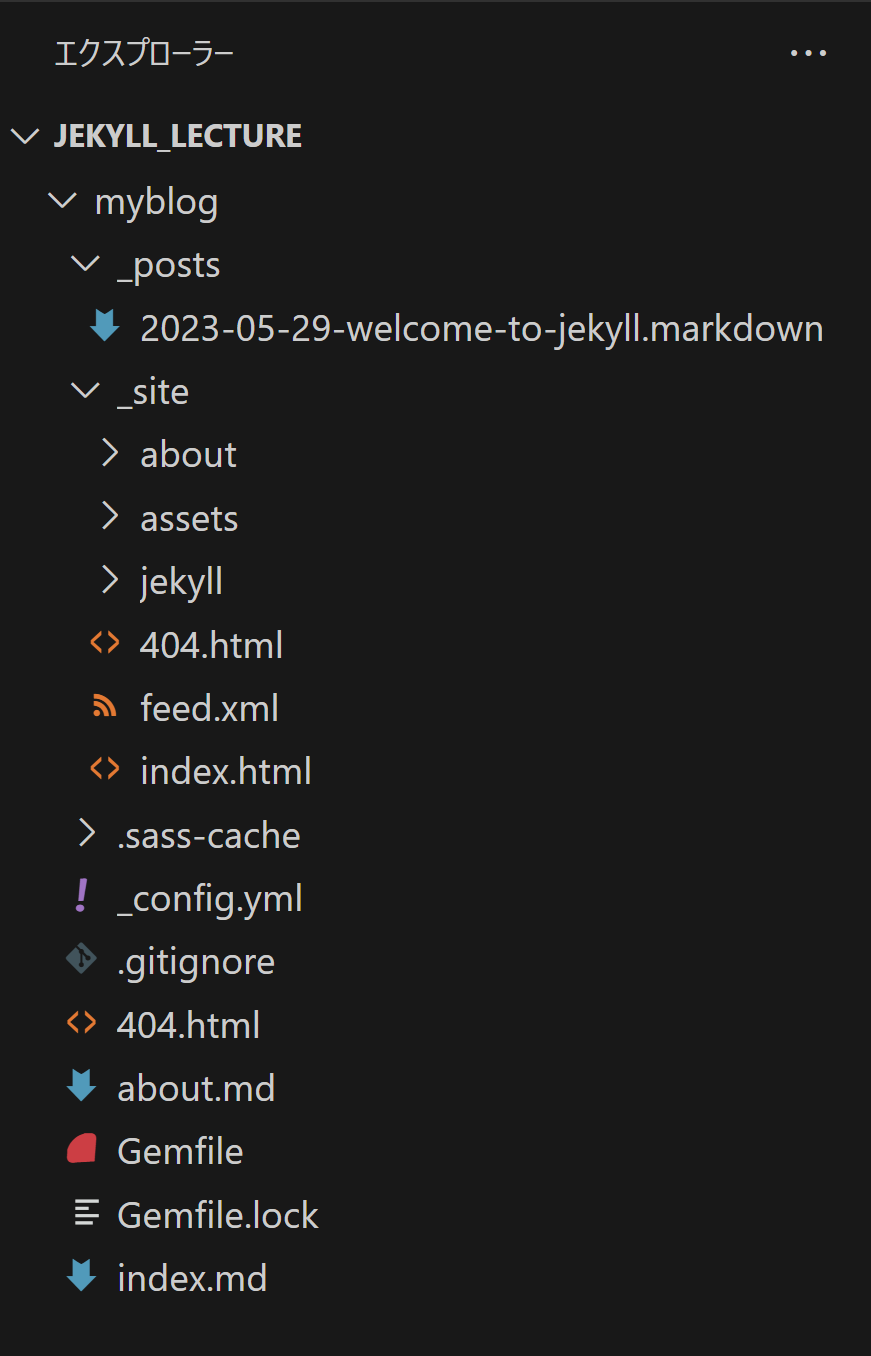 エクスプローラー
JEKYLL_LECTURE
myblog
_posts
2023-05-29-welcome-to-jekyll.markdown
_site
about
assets
jekyll
404.html
feed.xml
index.html
.sass-cache
_config.yml
.gitignore
404.html
about.md
Gemfile
Gemfile.lock
index.md